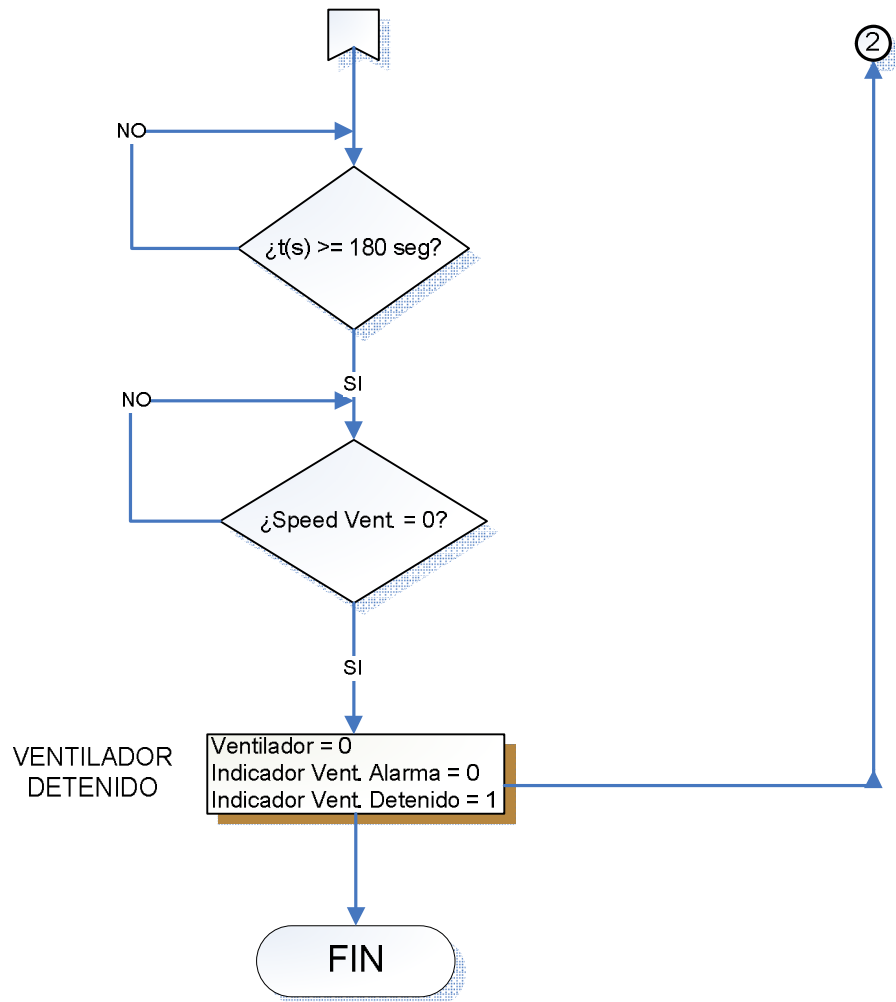 2
NO
¿t(s) >= 180 seg?
SI
NO
¿Speed Vent. = 0?
SI
VENTILADOR
DETENIDO
Ventilador = 0
Indicador Vent. Alarma = 0
Indicador Vent. Detenido = 1
FIN